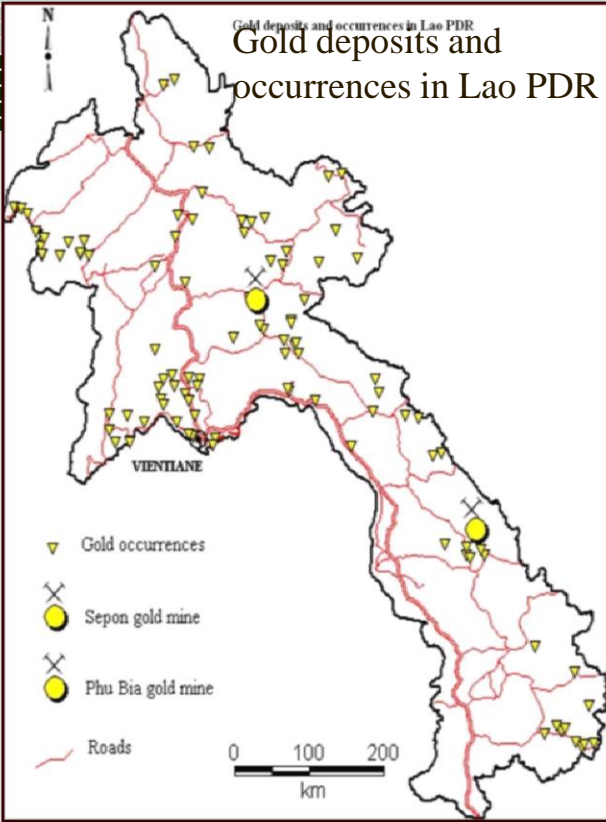 N
Gold deposits and occurrences in Lao PDR
Gold deposits and
occurrences in Lao PDR
VIENTIANE
Gold occurrences
Sepon gold mine
Phu Bia gold mine
Roads
0 100 200
km